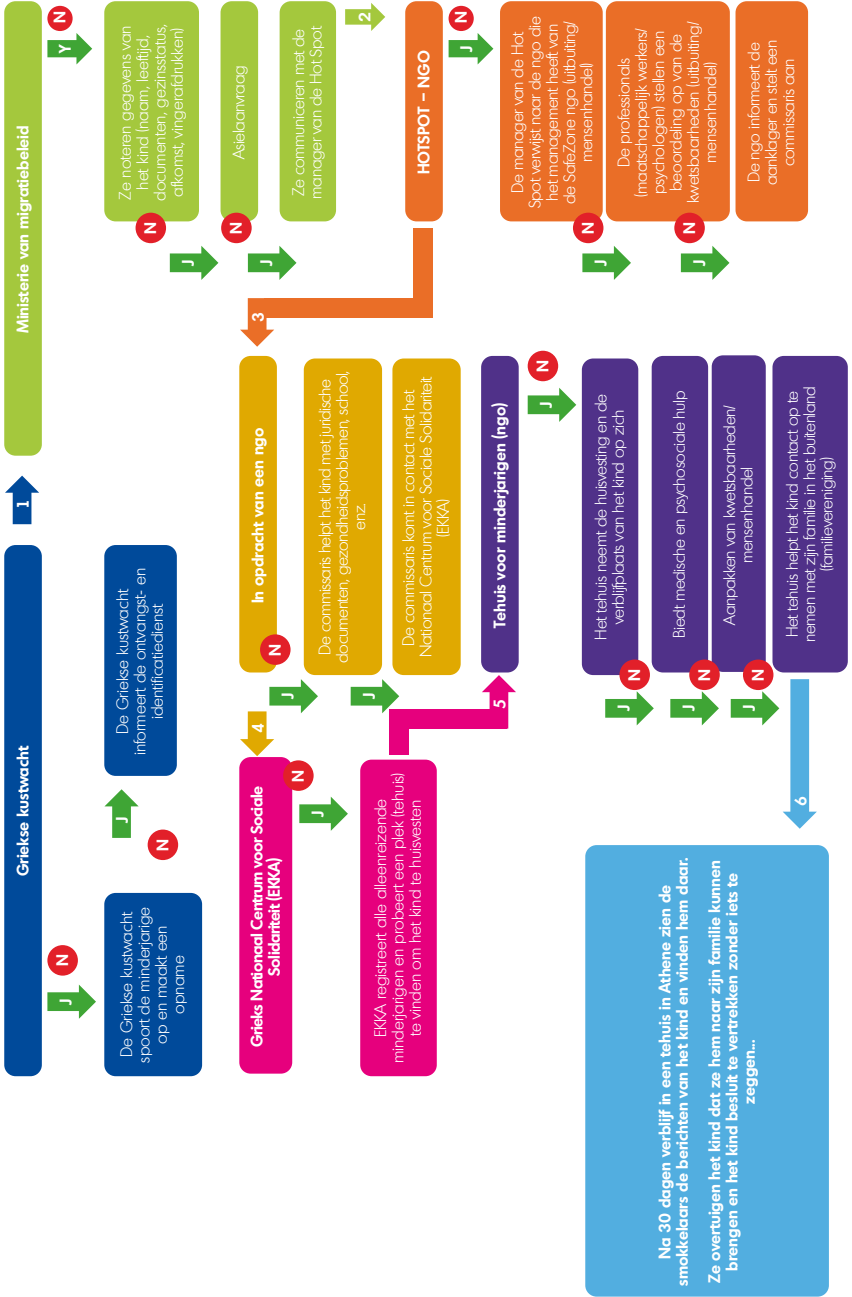 Griekse kustwacht
J
N
De Griekse kustwacht
spoort de minderjarige
op en maakt een
opname
J
N
De Griekse kustwacht
informeert de ontvangst- en
identificatiedienst
1
Ministerie van migratiebeleid
Y
N
Ze noteren gegevens van
het kind (naam, leeftijd,
documenten, gezinsstatus,
afkomst, vingerafdrukken)
J
N
Asielaanvraag
J
N
Ze communiceren met de
manager van de Hot Spot
2
HOTSPOT – NGO
J
N
De manager van de Hot
Spot verwijst naar de ngo die
het management heeft van
de SafeZone ngo (uitbuiting/
mensenhandel)
J
N
De professionals
(maatschappelijk werkers/
psychologen) stellen een
beoordeling op van de
kwetsbaarheden (uitbuiting/
mensenhandel)
J
N
De ngo informeert de
aanklager en stelt een
commissaris aan
3
In opdracht van een ngo
J
N
De commissaris helpt het kind met juridische
documenten, gezondheidsproblemen, school,
enz.
J
De commissaris komt in contact met het
Nationaal Centrum voor Sociale Solidariteit
(EKKA)
4
Grieks Nationaal Centrum voor Sociale
Solidariteit (EKKA)
J
N
EKKA registreert alle alleenreizende
minderjarigen en probeert een plek (tehuis)
te vinden om het kind te huisvesten
5
Tehuis voor minderjarigen (ngo)
J
N
Het tehuis neemt de huisvesting en de
verblijfplaats van het kind op zich
J
N
Biedt medische en psychosociale hulp
J
N
Aanpakken van kwetsbaarheden/
mensenhandel
J
N
Het tehuis helpt het kind contact op te
nemen met zijn familie in het buitenland
(familievereniging)
6
Na 30 dagen verblijf in een tehuis in Athene zien de
smokkelaars de berichten van het kind en vinden hem daar.
Ze overtuigen het kind dat ze hem naar zijn familie kunnen
brengen en het kind besluit te vertrekken zonder iets te
zeggen...